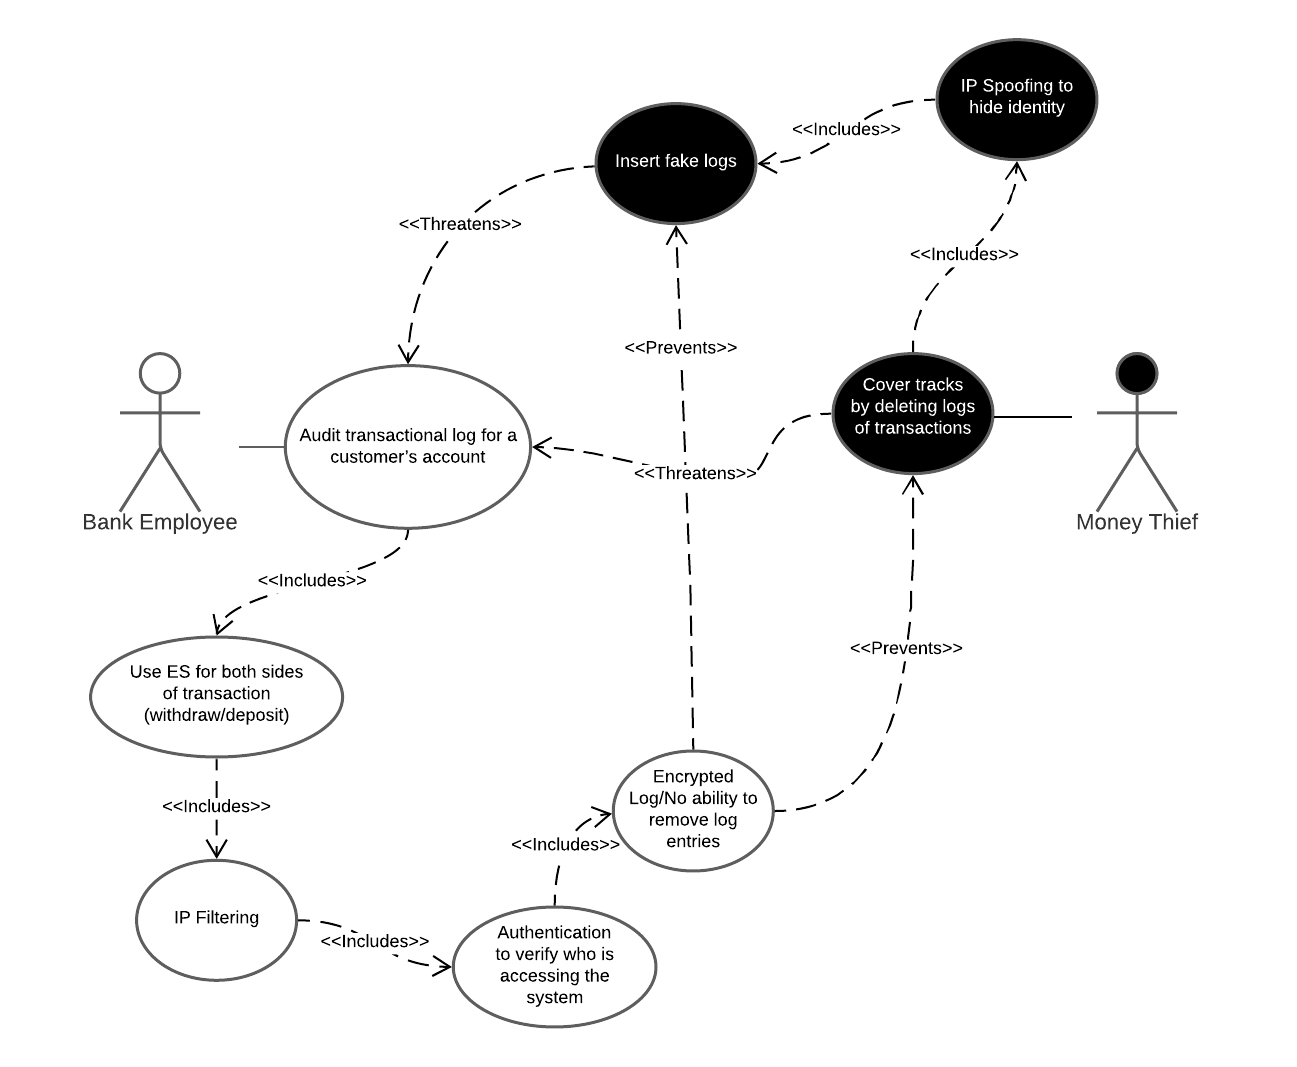 IP Spoofing to
hide identity
<<Includes>>
Insert fake logs
<<Threatens>>
<<Includes>>
<<Prevents>>
Cover tracks
by deleting logs
of transactions
Audit transactional log for a
customer's account
<<Threatens>>
Bank Employee
Money Thief
<<Includes>>
<<Prevents>>
Use ES for both sides
of transaction
(withdraw/deposit)
Encrypted
Log/No ability to
remove log
entries
<<Includes>>
<<Includes>>
IP Filtering
<<Includes>>
Authentication
to verify who is
accessing the
system